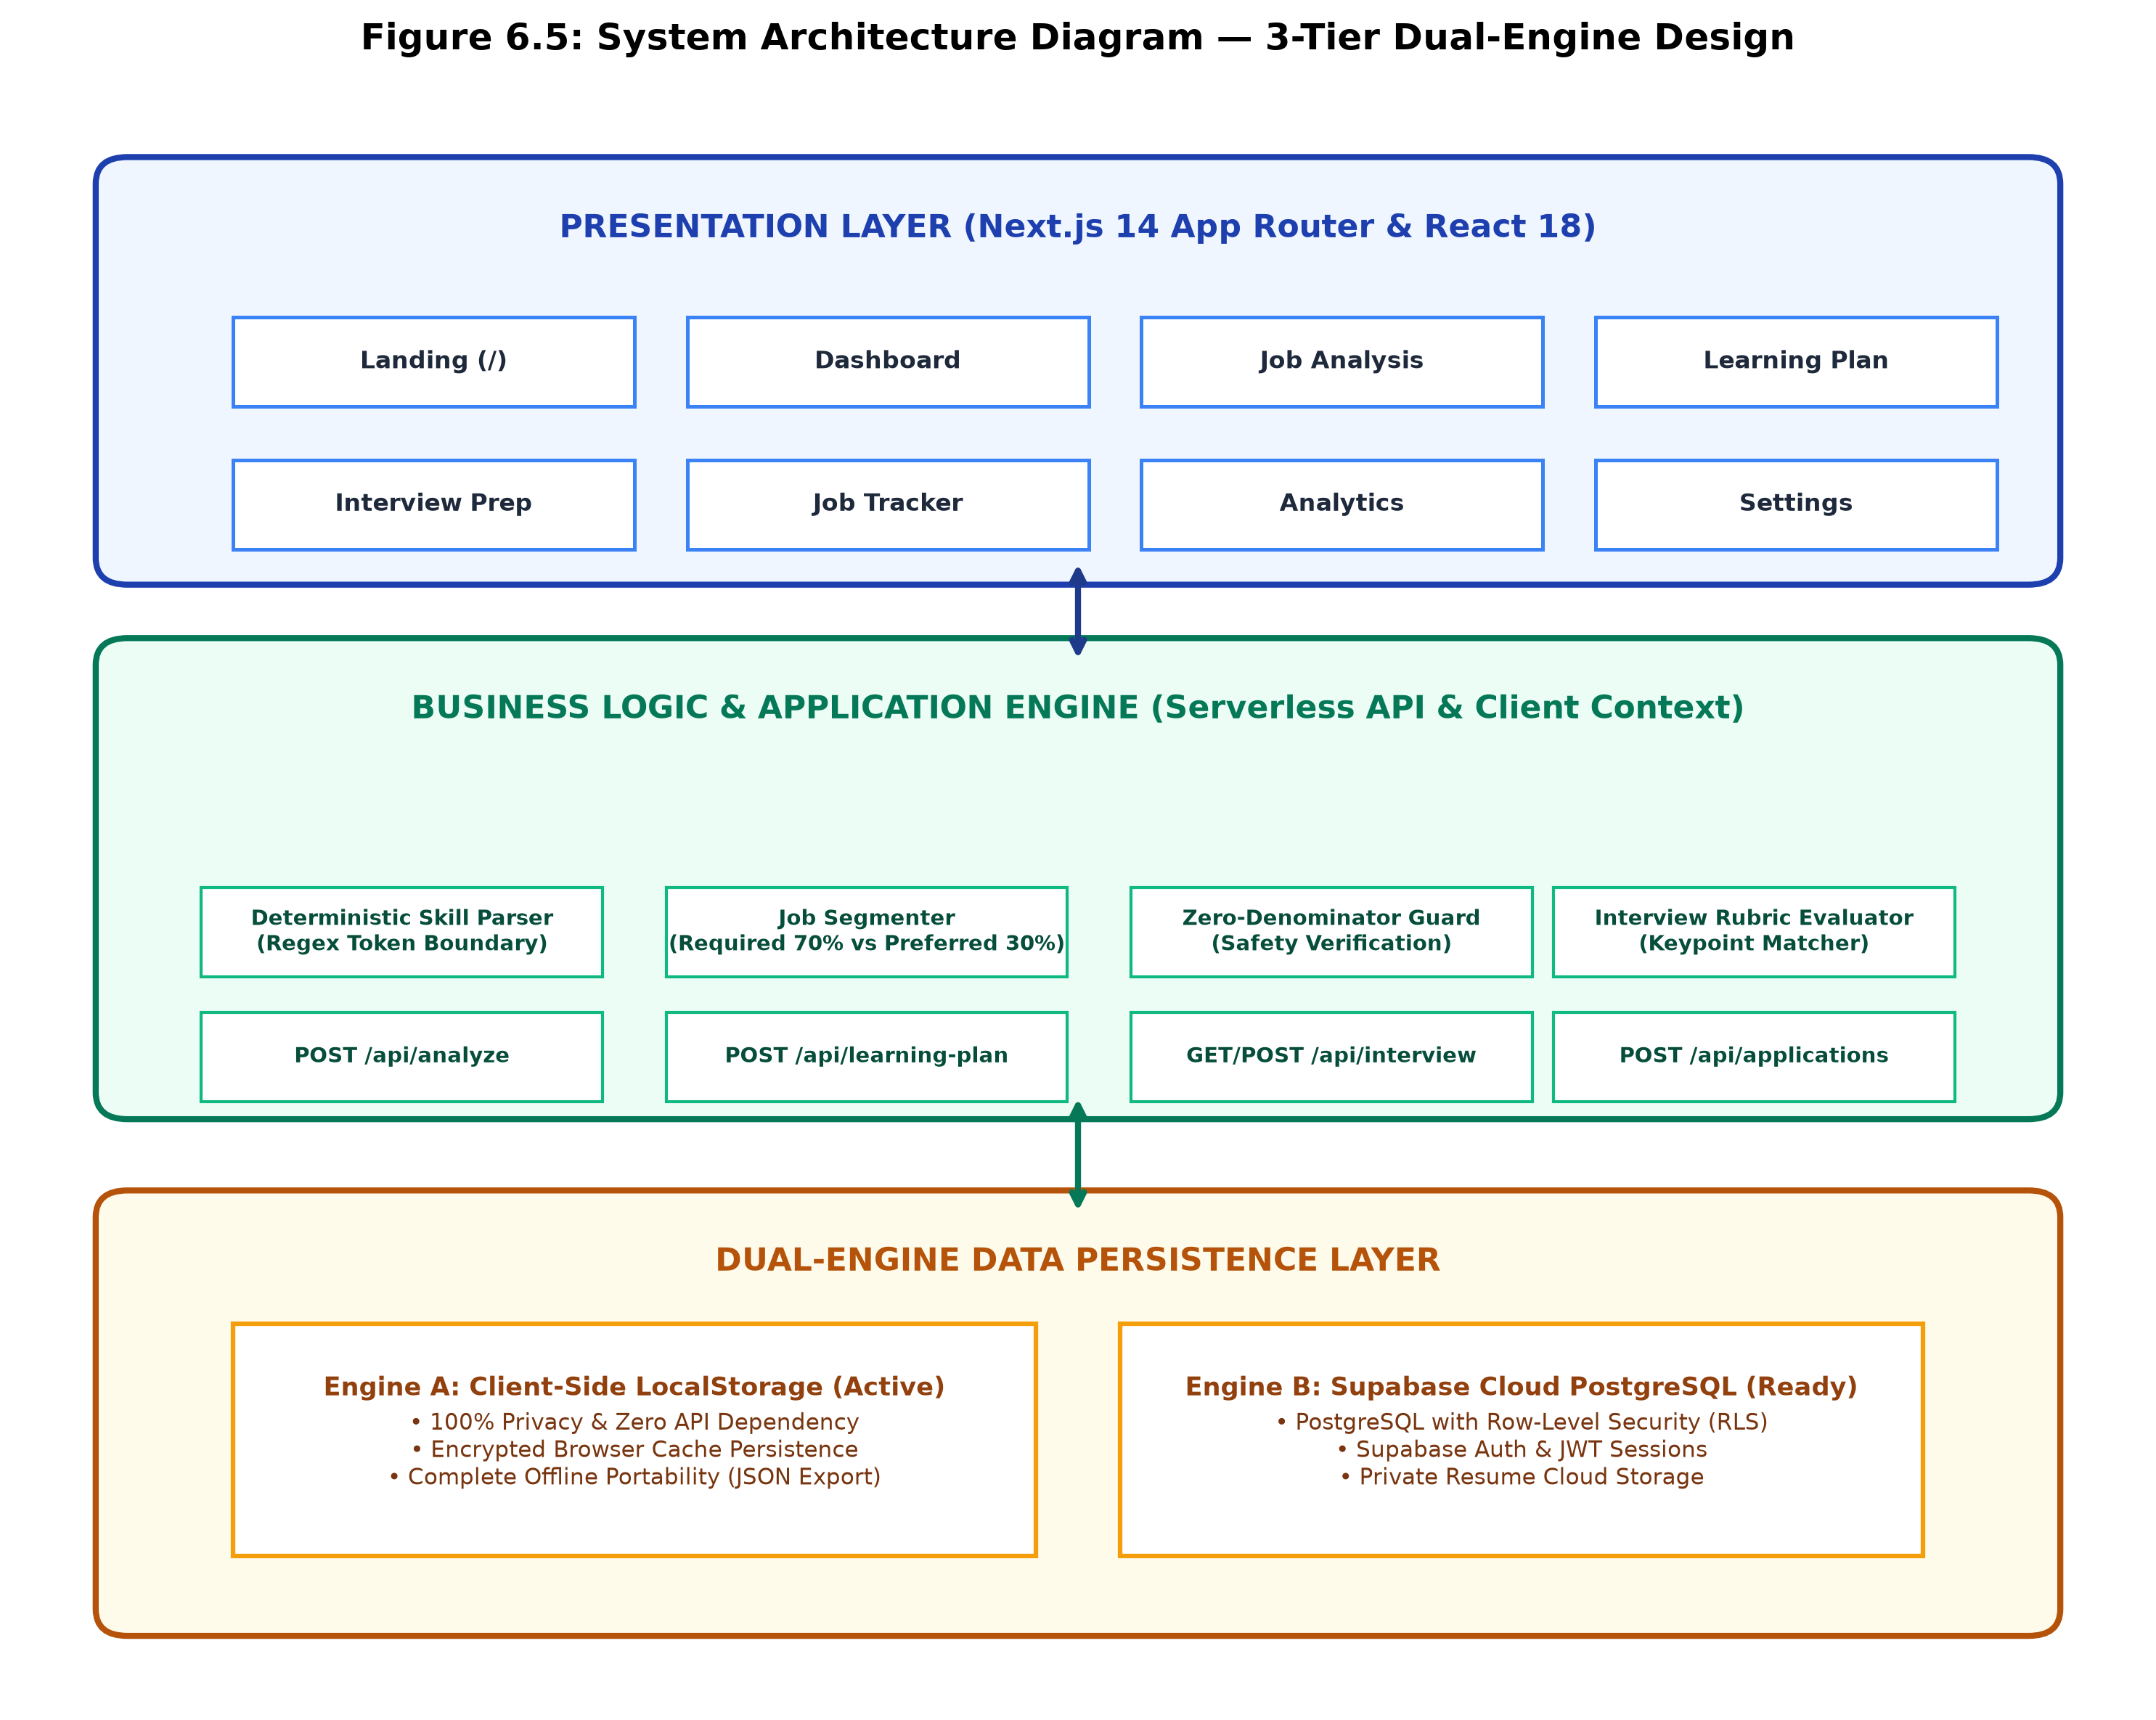 Figure 6.5: System Architecture Diagram — 3-Tier Dual-Engine Design
PRESENTATION LAYER (Next.js 14 App Router & React 18)
Landing (/)
Dashboard
Job Analysis
Learning Plan
Interview Prep
Job Tracker
Analytics
Settings
BUSINESS LOGIC & APPLICATION ENGINE (Serverless API & Client Context)
Deterministic Skill Parser
(Regex Token Boundary)
Job Segmenter
(Required 70% vs Preferred 30%)
Zero-Denominator Guard
(Safety Verification)
Interview Rubric Evaluator
(Keypoint Matcher)
POST /api/analyze
POST /api/learning-plan
GET/POST /api/interview
POST /api/applications
DUAL-ENGINE DATA PERSISTENCE LAYER
Engine A: Client-Side LocalStorage (Active)
• 100% Privacy & Zero API Dependency
• Encrypted Browser Cache Persistence
• Complete Offline Portability (JSON Export)
Engine B: Supabase Cloud PostgreSQL (Ready)
• PostgreSQL with Row-Level Security (RLS)
• Supabase Auth & JWT Sessions
• Private Resume Cloud Storage